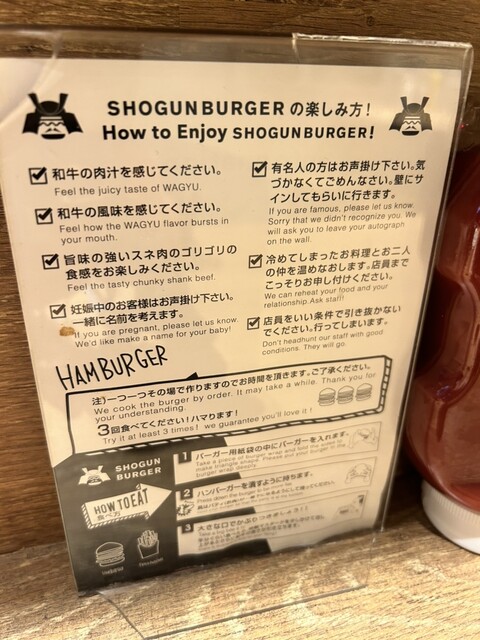 SHOGUNBURGER の楽しみ方！
How to Enjoy SHOGUNBURGER!
和牛の肉汁を感じてください。
Feel the juicy taste of WAGYU.
和牛の風味を感じてください。
Feel how the WAGYU flavor bursts in
your mouth.
旨味の強いスネ肉のゴリゴリの
食感をお楽しみください。
Feel the tasty chunky shank beef.
妊娠中のお客様はお声掛け下さい。
一緒に名前を考えます。
If you are pregnant, please let us know.
We'd like make a name for your baby!
有名人の方はお声掛け下さい。気
づかなくてごめんなさい。壁にサ
インしてもらいに行きます。
If you are famous, please let us know.
Sorry that we didn't recognize you. We
will ask you to leave your autograph
on the wall.
冷めてしまったお料理とお二人
の仲を温めなおします。店員まで
こっそりお申し付けください。
We can reheat your food and your
relationship.Ask staff!
店員をいい条件で引き抜かない
でください。行ってしまいます。
Don't headhunt our staff with good
conditions. They will go.
HAMBURGER
注）一つ一つその場で作りますのでお時間を頂きます。ご了承ください。
We cook the burger by order. It may take a while. Thank you for
your understanding.
3回食べてください！ハマります！
Try it at least 3 times! we guarantee you'll love it!
SHOGUN
BURGER
HOW TO EAT
食べ方
1 バーガー用紙袋の中にバーガーを入れます。
2 ハンバーガーを潰すように持ちます。
3